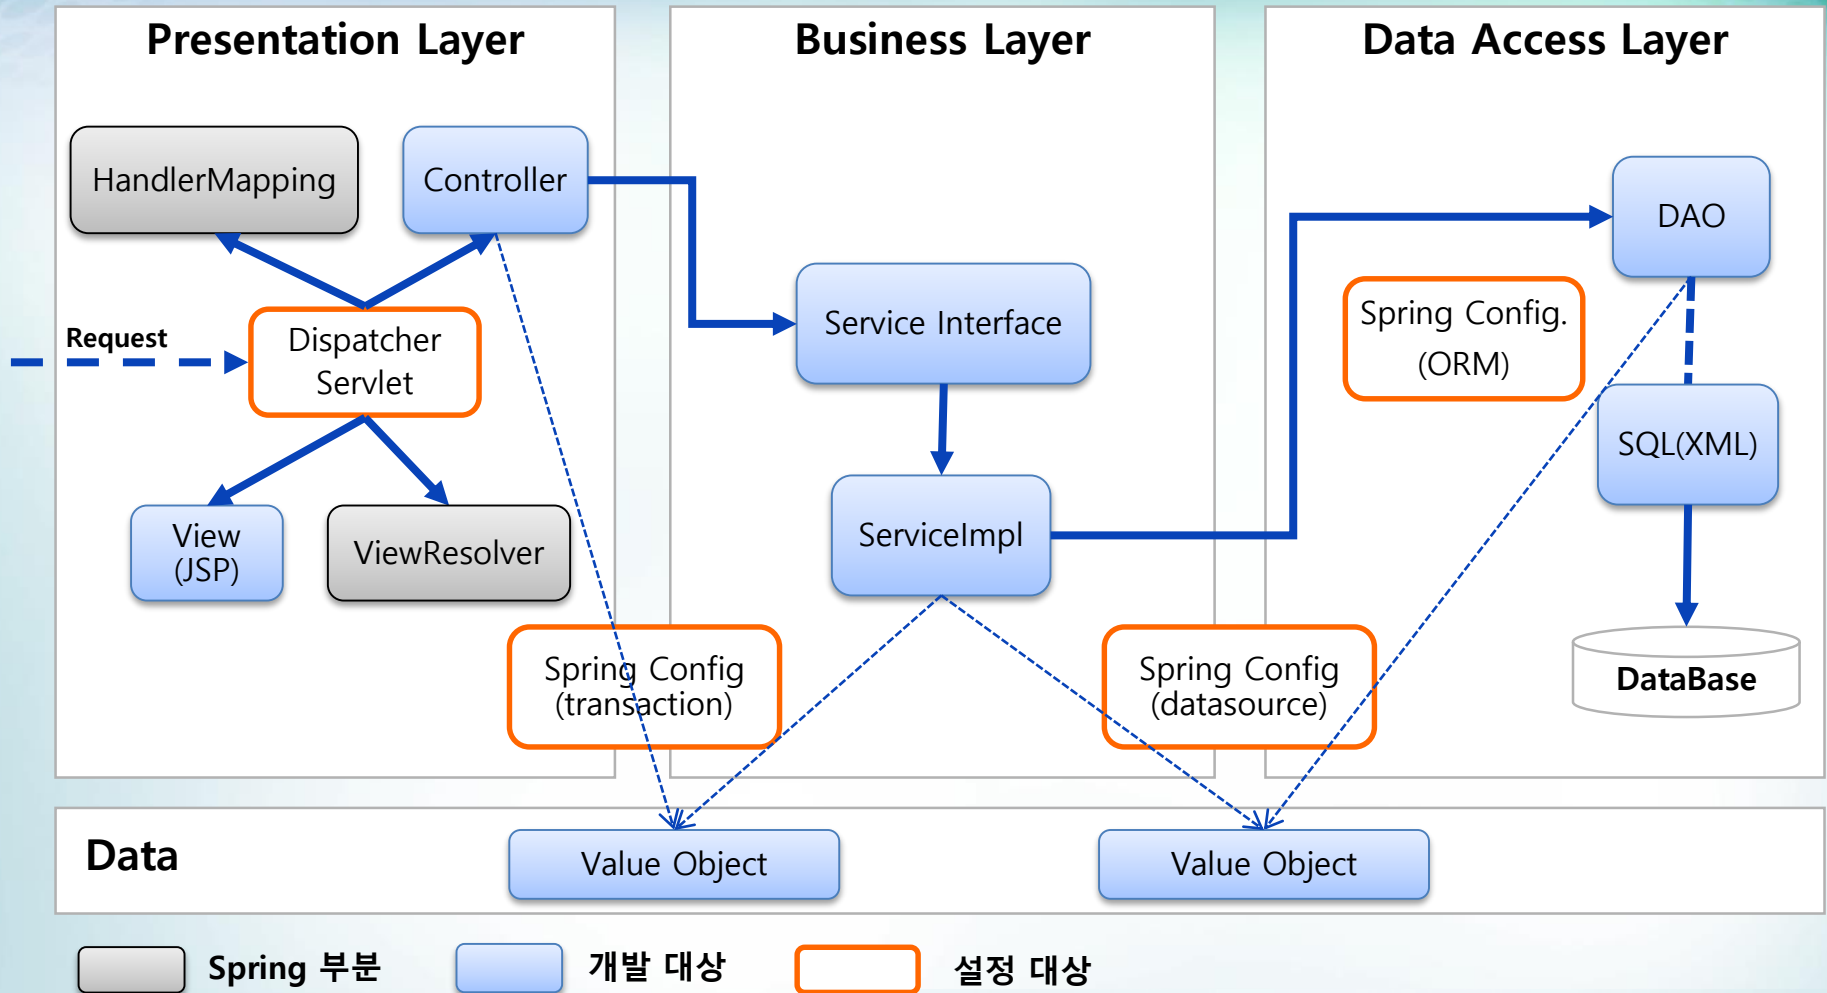 Presentation Layer
Business Layer
Data Access Layer
HandlerMapping
Controller
DAO
Request
Dispatcher
Servlet
Service Interface
Spring Config.
(ORM)
SQL(XML)
View
(JSP)
ViewResolver
ServiceImpl
Spring Config
(transaction)
Spring Config
(datasource)
DataBase
Data
Value Object
Value Object
Spring 부분
개발 대상
설정 대상